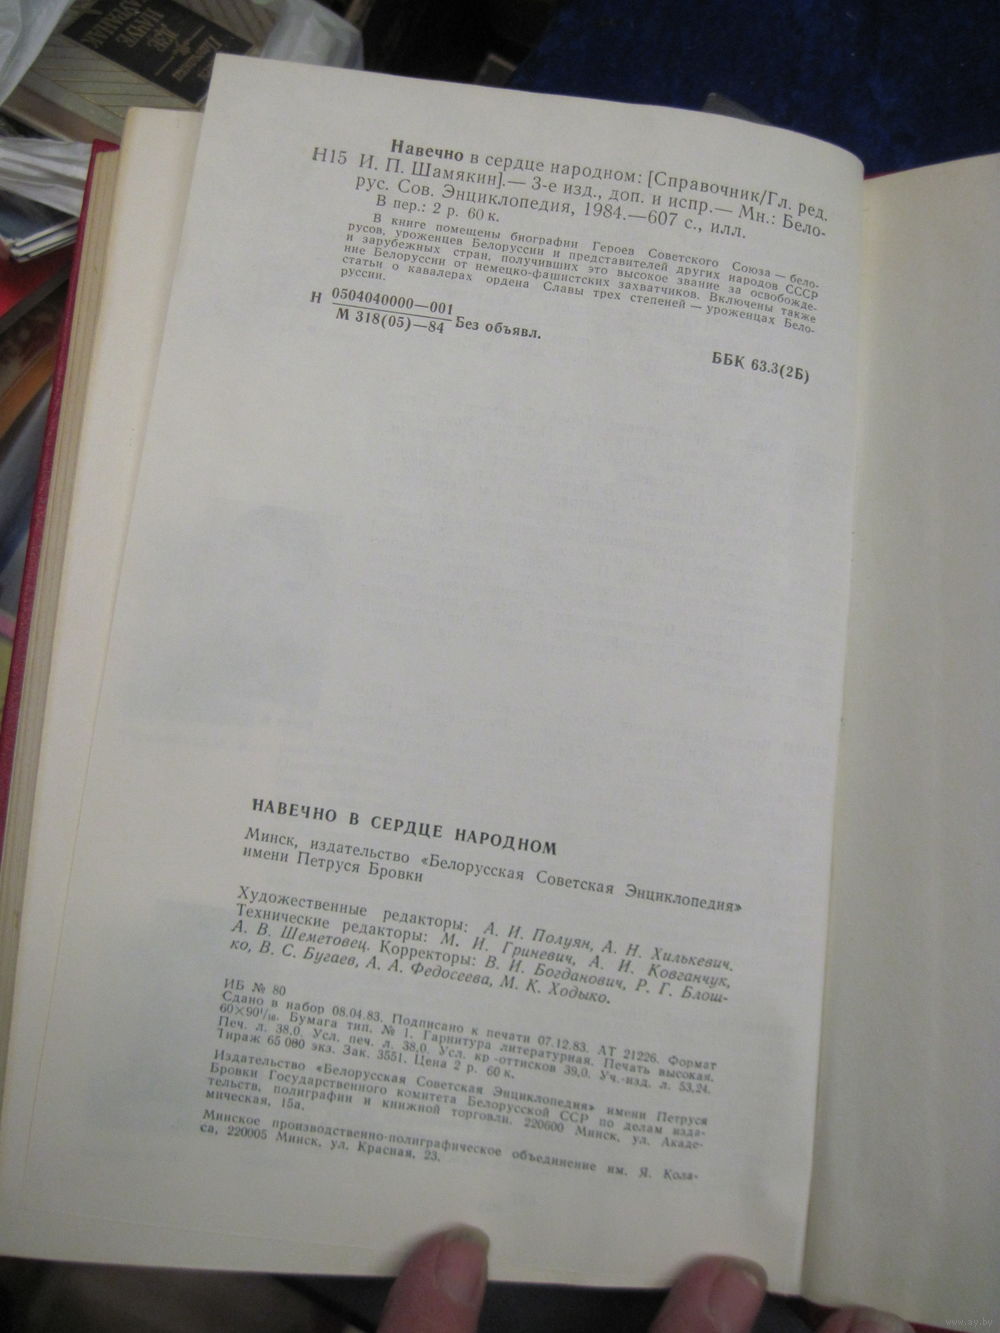 Навечно в сердце народном: [Справочник/Гл. ред.
Н15 И. П. Шамякин].— 3-е изд., доп. и испр.— Мн.: Бело-
рус. Сов. Энциклопедия, 1984.—607 с., илл.
В пер.: 2 р. 60 к.
В книге помещены биографии Героев Советского Союза — бело-
русов, уроженцев Белоруссии и представителей других народов СССР
и зарубежных стран, получивших это высокое звание за освобожде-
ние Белоруссии от немецко-фашистских захватчиков. Включены также
статьи о кавалерах ордена Славы трех степеней — уроженцах Бело-
руссии.
Н 0504040000—001
М 318(05)—84 Без объявл.
ББК 63.3(2Б)
НАВЕЧНО В СЕРДЦЕ НАРОДНОМ
Минск, издательство «Белорусская Советская Энциклопедия»
имени Петруся Бровки
Художественные редакторы: А. И. Полуян, А. Н. Хилькевич.
Технические редакторы: М. И. Гриневич, А. И. Ковганчук,
А. В. Шеметовец. Корректоры: В. И. Богданович, Р. Г. Блош-
ко, В. С. Бугаев, А. А. Федосеева, М. К. Ходыко.
ИБ № 80
Сдано в набор 08.04.83. Подписано к печати 07.12.83. АТ 21226. Формат
60×90¹/₁₆. Бумага тип. № 1. Гарнитура литературная. Печать высокая.
Печ. л. 38,0. Усл. печ. л. 38,0. Усл. кр.-оттисков 39,0. Уч.-изд. л. 53,24.
Тираж 65 080 экз. Зак. 3551. Цена 2 р. 60 к.
Издательство «Белорусская Советская Энциклопедия» имени Петруся
Бровки Государственного комитета Белорусской ССР по делам изда-
тельств, полиграфии и книжной торговли. 220600 Минск, ул. Акаде-
мическая, 15а.
Минское производственно-полиграфическое объединение им. Я. Кола-
са, 220005 Минск, ул. Красная, 23.
www.ay.by